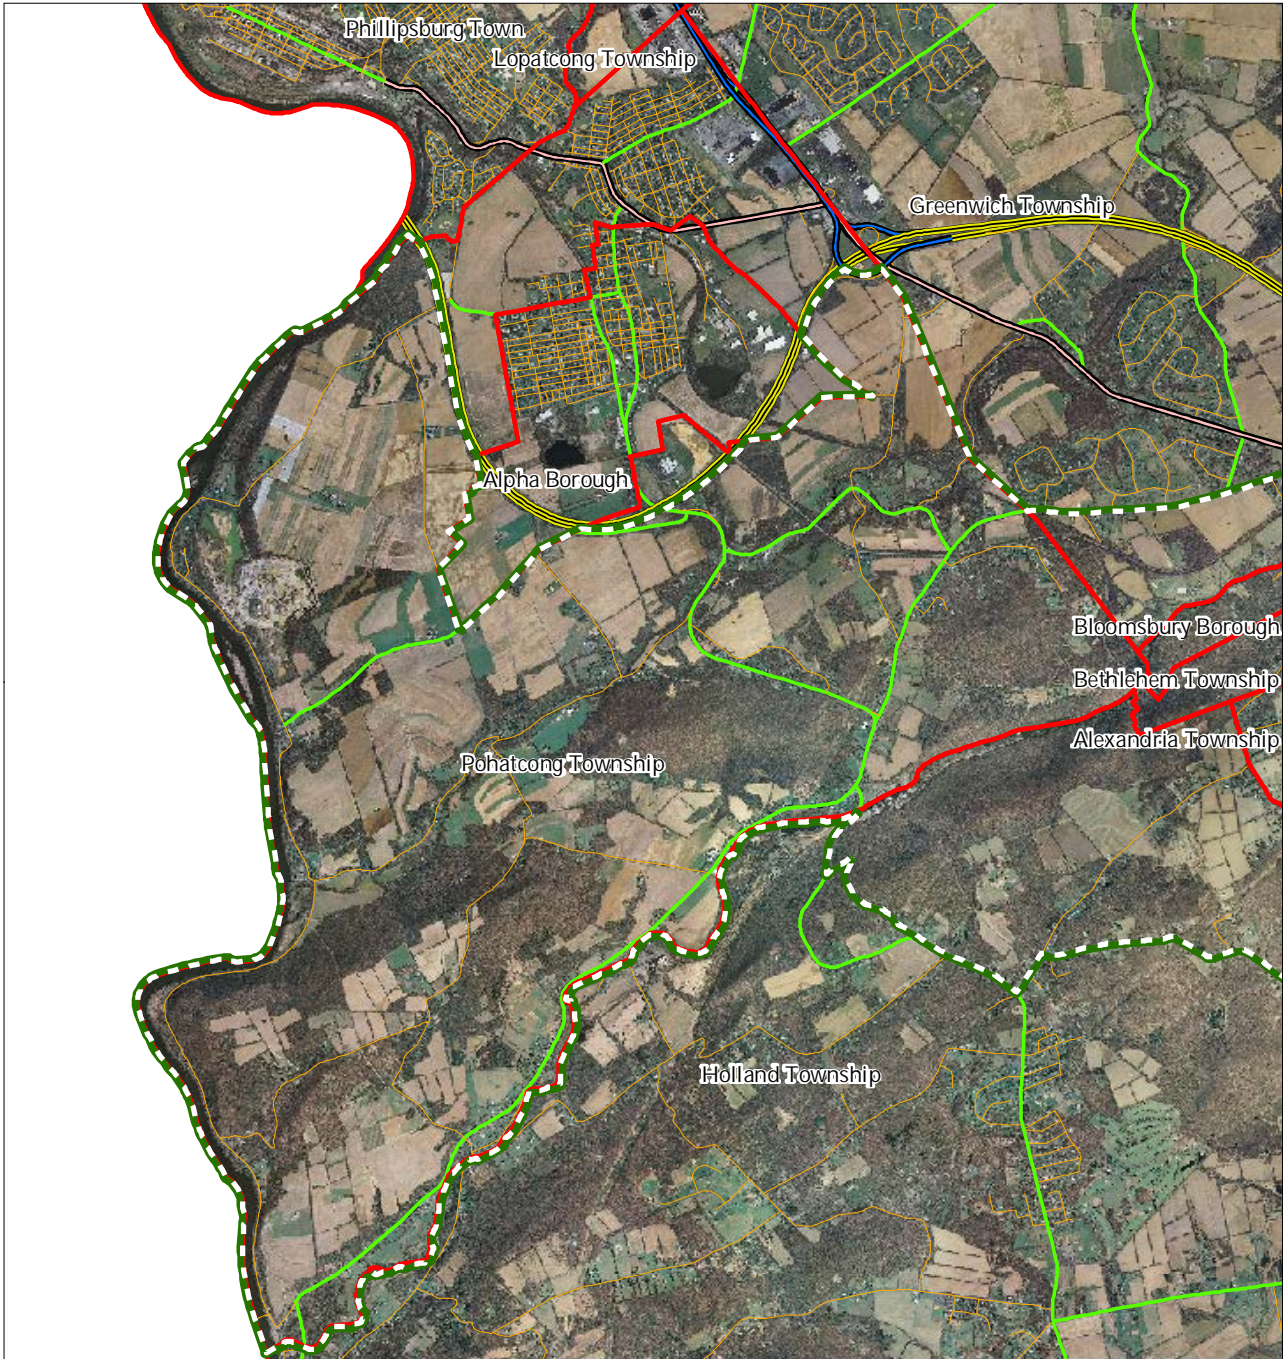 Phillipsburg Town
Lopatcong Township
Greenwich Township
Alpha Borough
Bloomsbury Borough
Bethlehem Township
Alexandria Township
Pohatcong Township
Holland Township